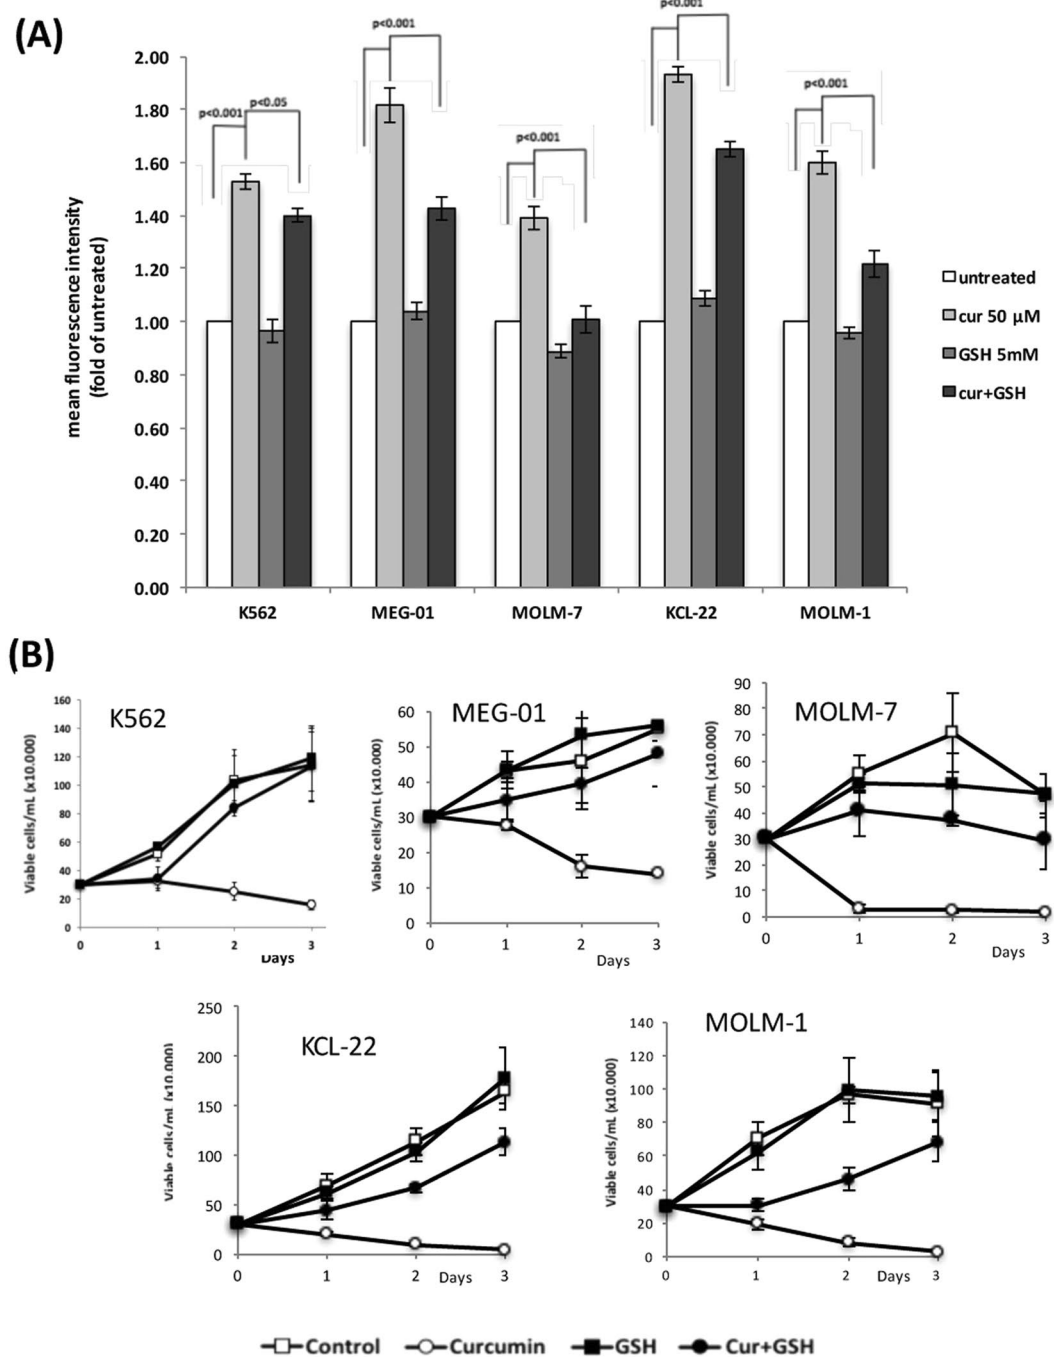 (A)
p<0.001
p<0.001
2.00
1.80
1.60
1.40
1.20
1.00
0.80
0.60
0.40
0.20
0.00
mean fluorescence intensity
(fold of untreated)
p<0.05
p<0.001
p<0.001
p<0.001
untreated
cur 50 μM
GSH 5mM
cur+GSH
K562 MEG-01 MOLM-7 KCL-22 MOLM-1
(B)
K562
Viable cells/mL (x10.000)
160
140
120
100
80
60
40
20
0
0 1 2 3
Days
MEG-01
Viable cells/mL (x10.000)
60
50
40
30
20
10
0
0 1 2 3
Days
MOLM-7
Viable cells/mL (x10.000)
90
80
70
60
50
40
30
20
10
0
0 1 2 3
Days
KCL-22
Viable cells/mL (x10.000)
250
200
150
100
50
0
0 1 2 Days 3
MOLM-1
Viable cells/mL (x10.000)
140
120
100
80
60
40
20
0
0 1 2 Days 3
Control Curcumin GSH Cur+GSH